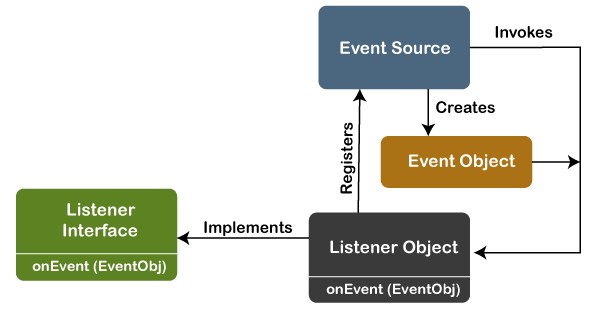 Invokes
Event Source
Creates
Registers
Event Object
Listener
Interface
Implements
Listener Object
onEvent (EventObj)
onEvent (EventObj)